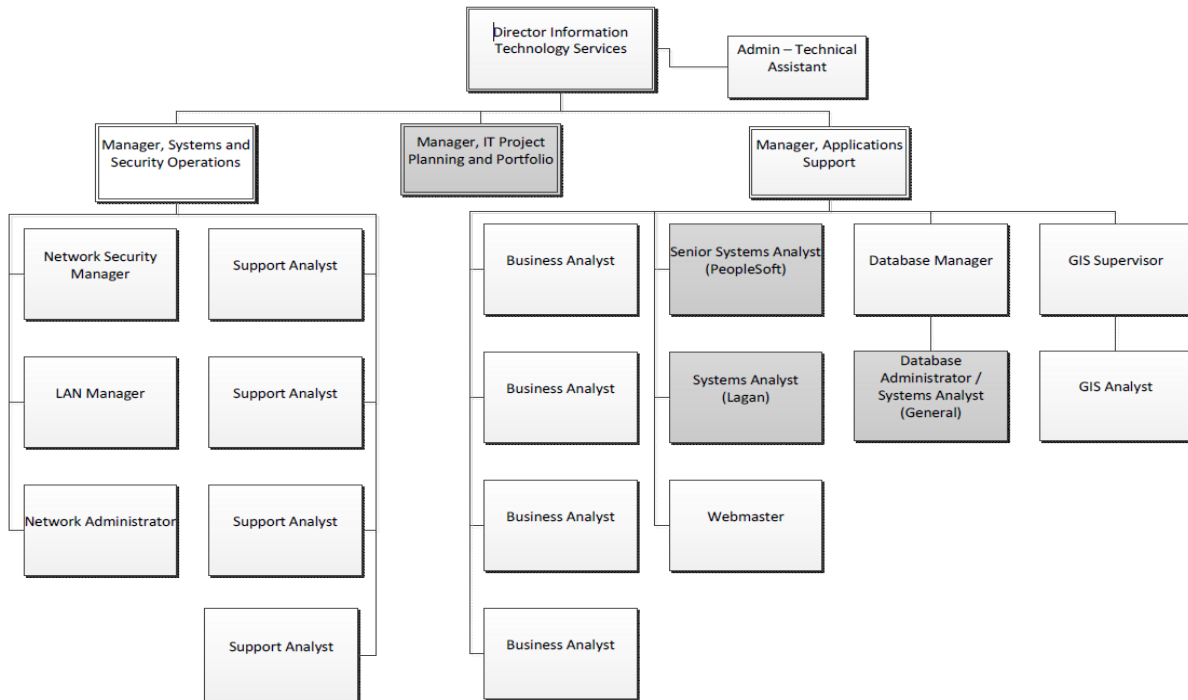 Director Information
Technology Services
Admin – Technical
Assistant
Manager, Systems and
Security Operations
Manager, IT Project
Planning and Portfolio
Manager, Applications
Support
Network Security
Manager
Support Analyst
Business Analyst
Senior Systems Analyst
(PeopleSoft)
Database Manager
GIS Supervisor
LAN Manager
Support Analyst
Business Analyst
Systems Analyst
(Lagan)
Database
Administrator /
Systems Analyst
(General)
GIS Analyst
Network Administrator
Support Analyst
Business Analyst
Webmaster
Support Analyst
Business Analyst